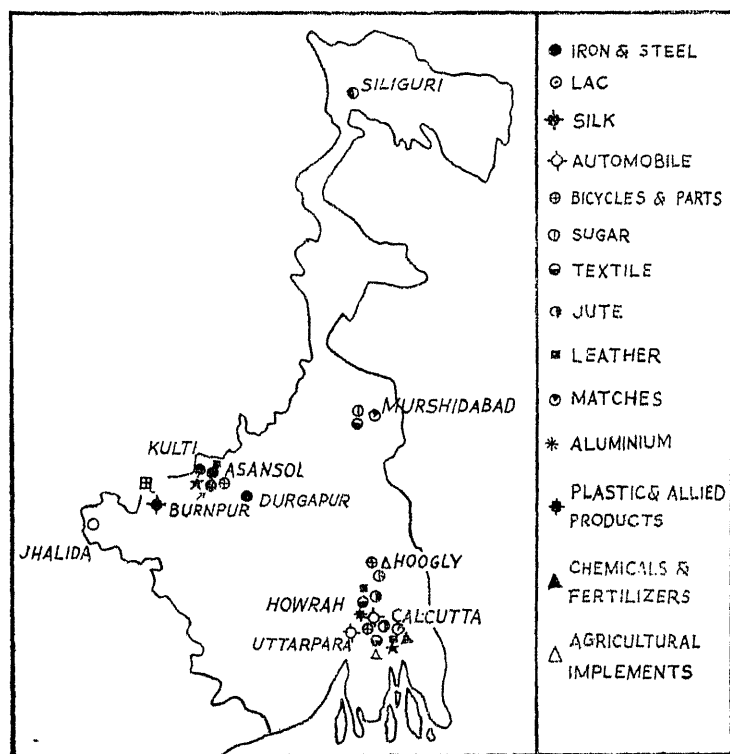 SILIGURI
MURSHIDABAD
KULTI
ASANSOL
BURNPUR
DURGAPUR
JHALIDA
HOOGLY
HOWRAH
CALCUTTA
UTTARPARA
IRON & STEEL
LAC
SILK
AUTOMOBILE
BICYCLES & PARTS
SUGAR
TEXTILE
JUTE
LEATHER
MATCHES
ALUMINIUM
PLASTIC & ALLIED
PRODUCTS
CHEMICALS &
FERTILIZERS
AGRICULTURAL
IMPLEMENTS